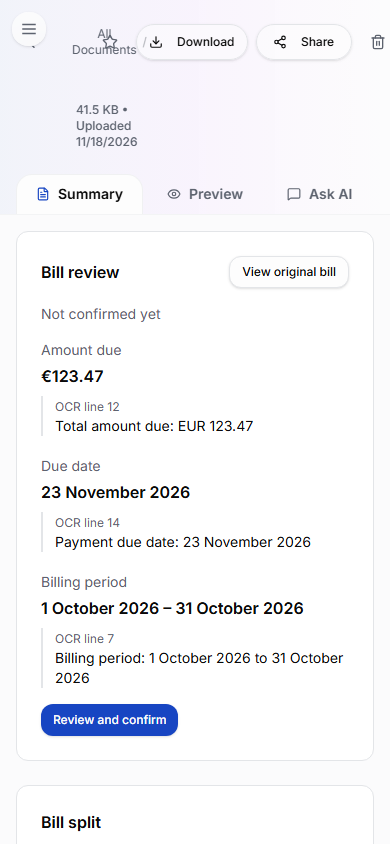 All
Documents
/
Download
Share
41.5 KB •
Uploaded
11/18/2026
Summary
Preview
Ask AI
Bill review
View original bill
Not confirmed yet
Amount due
€123.47
OCR line 12
Total amount due: EUR 123.47
Due date
23 November 2026
OCR line 14
Payment due date: 23 November 2026
Billing period
1 October 2026 – 31 October 2026
OCR line 7
Billing period: 1 October 2026 to 31 October
2026
Review and confirm
Bill split